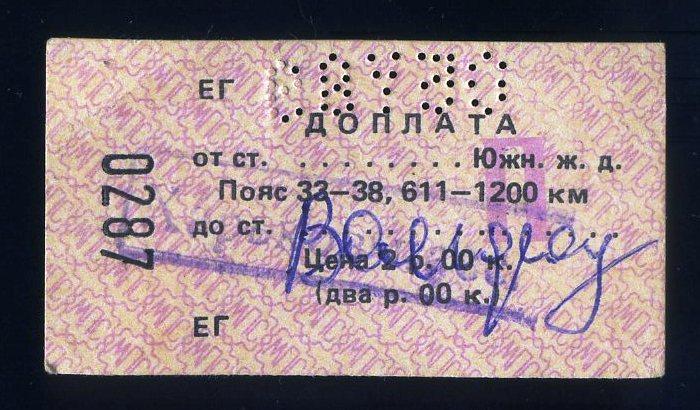 ЕГ
ДОПЛАТА
от ст. . . . . . . . . Южн. ж. д.
П
Пояс 33—38, 611—1200 км
до ст. . . . . . . . . . . . .
Цена 2 р. 00 к.
(два р. 00 к.)
ЕГ
0287